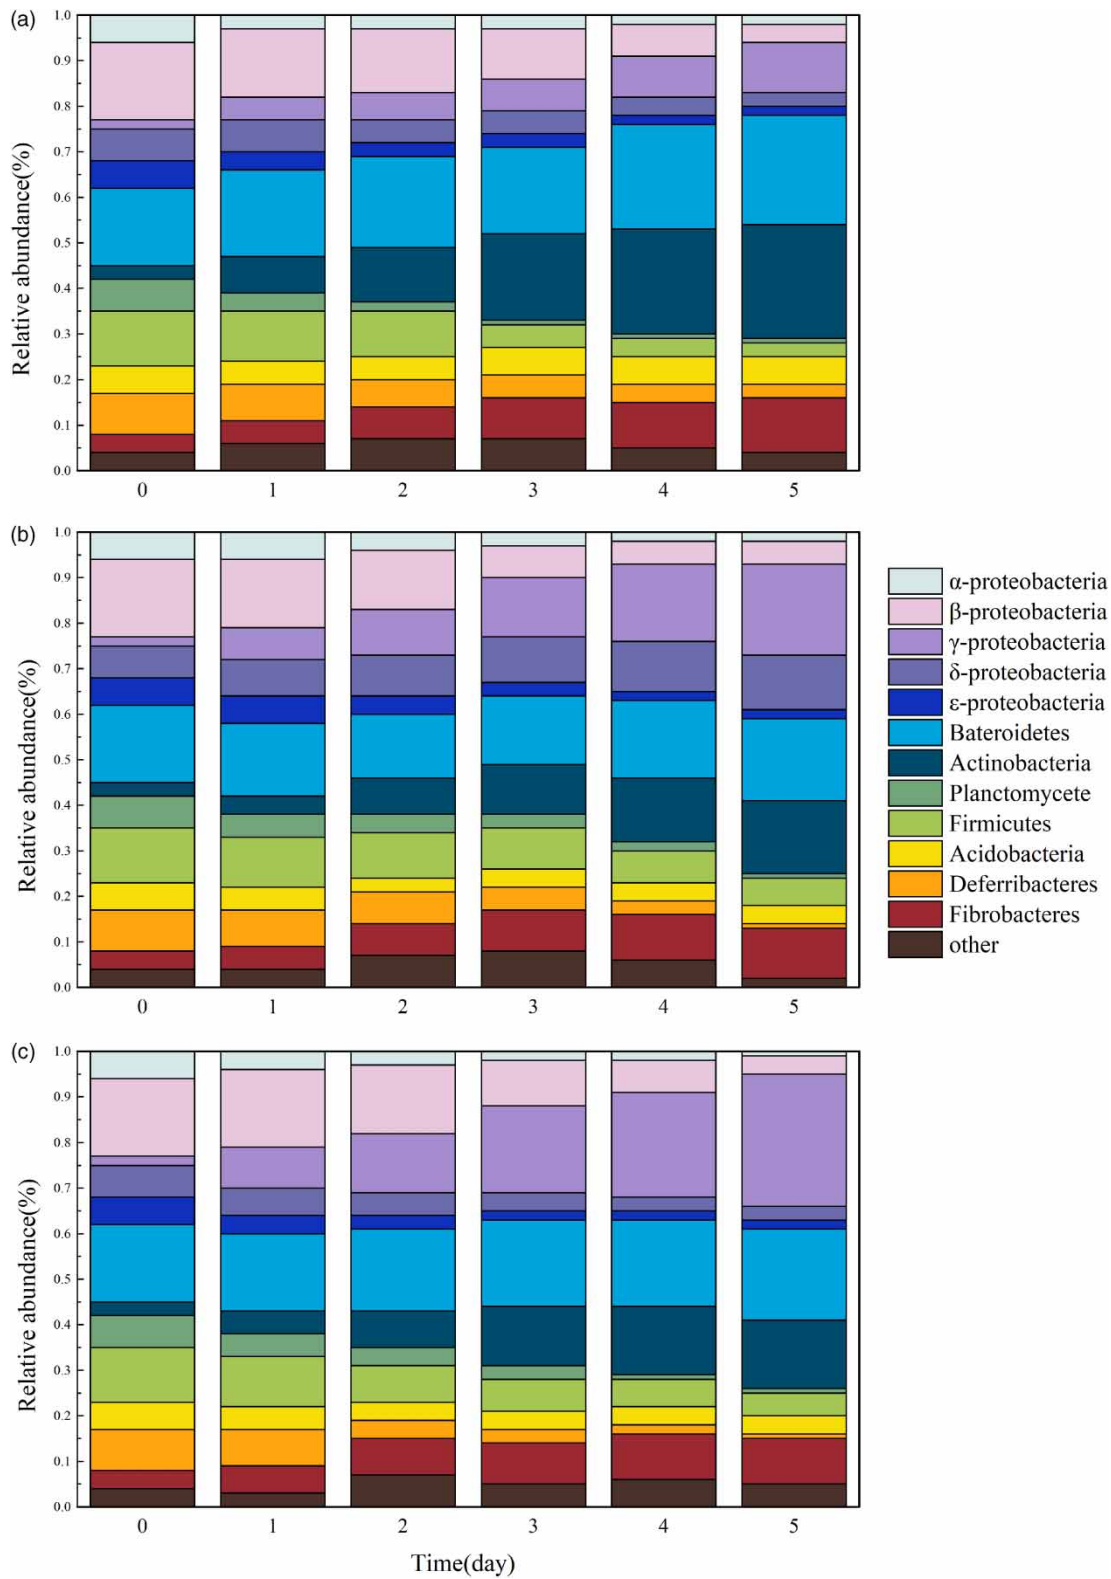 (a)
1.0
0.9
0.8
0.7
0.6
0.5
0.4
0.3
0.2
0.1
0.0
Relative abundance(%)
0 1 2 3 4 5
(b)
1.0
0.9
0.8
0.7
0.6
0.5
0.4
0.3
0.2
0.1
0.0
Relative abundance(%)
0 1 2 3 4 5
α-proteobacteria
β-proteobacteria
γ-proteobacteria
δ-proteobacteria
ε-proteobacteria
Bateroidetes
Actinobacteria
Planctomycete
Firmicutes
Acidobacteria
Deferribacteres
Fibrobacteres
other
(c)
1.0
0.9
0.8
0.7
0.6
0.5
0.4
0.3
0.2
0.1
0.0
Relative abundance(%)
0 1 2 3 4 5
Time(day)